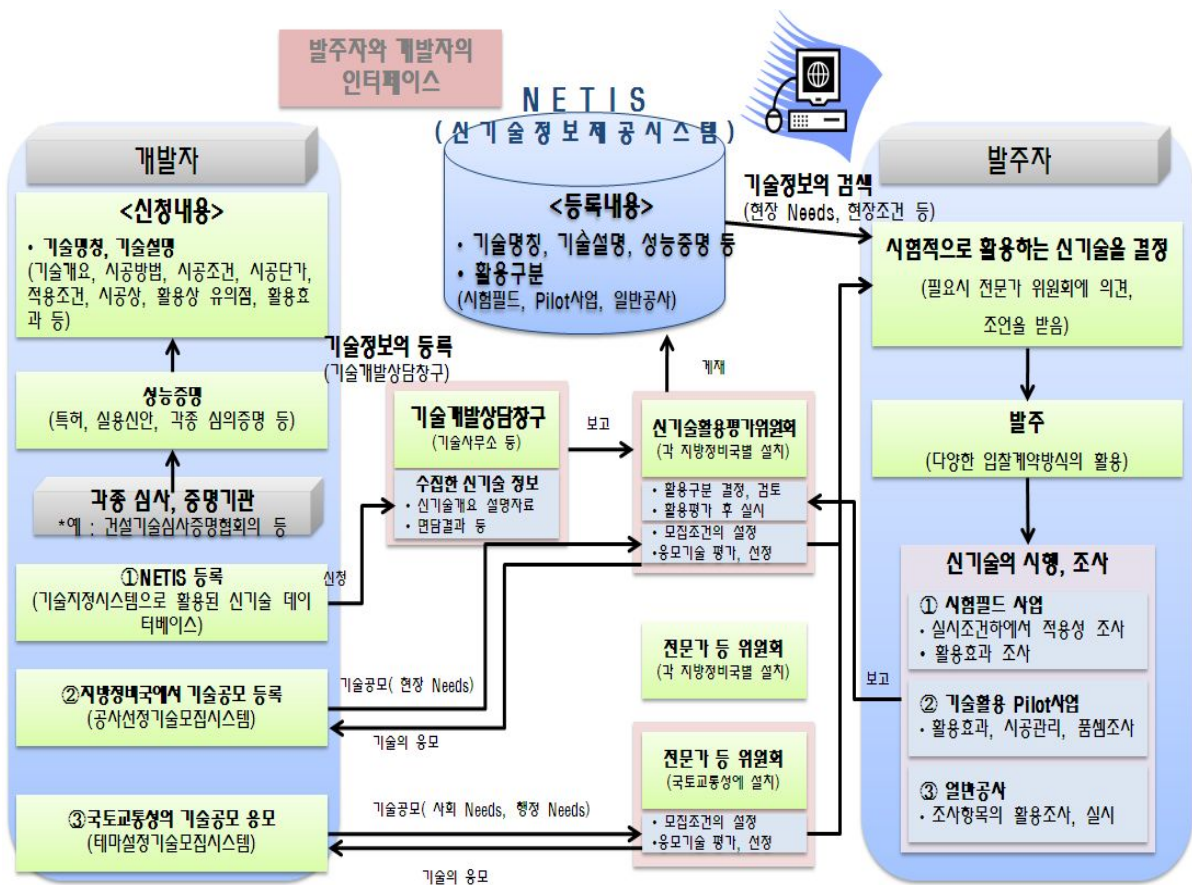 발주자와 개발자의
인터페이스
NETIS
(신기술정보제공시스템)
개발자
<신청내용>
• 기술명칭, 기술설명
(기술개요, 시공방법, 시공조건, 시공단가,
적용조건, 시공상, 활용상 유의점, 활용효
과 등)
성능증명
(특허, 실용신안, 각종 심의증명 등)
각종 심사, 증명기관
*예 : 건설기술심사증명협회의 등
①NETIS 등록
(기술지정시스템으로 활용된 신기술 데이
터베이스)
②지방정비국에서 기술공모 등록
(공사선정기술모집시스템)
③국토교통성의 기술공모 응모
(테마설정기술모집시스템)
<등록내용>
• 기술명칭, 기술설명, 성능증명 등
• 활용구분
(시험필드, Pilot사업, 일반공사)
기술정보의 등록
(기술개발상담창구)
게재
기술개발상담창구
(기술사무소 등)
수집한 신기술 정보
• 신기술개요 설명자료
• 면담결과 등
신청
보고
신기술활용평가위원회
(각 지방정비국별 설치)
• 활용구분 결정, 검토
• 활용평가 후 실시
• 모집조건의 설정
•응모기술 평가, 선정
전문가 등 위원회
(각 지방정비국별 설치)
기술공모( 현장 Needs)
기술의 응모
전문가 등 위원회
(국토교통성에 설치)
• 모집조건의 설정
•응모기술 평가, 선정
기술공모( 사회 Needs, 행정 Needs)
기술의 응모
기술정보의 검색
(현장 Needs, 현장조건 등)
발주자
시험적으로 활용하는 신기술을 결정
(필요시 전문가 위원회에 의견,
조언을 받음)
발주
(다양한 입찰계약방식의 활용)
신기술의 시행, 조사
① 시험필드 사업
• 실시조건하에서 적용성 조사
• 활용효과 조사
보고
② 기술활용 Pilot사업
• 활용효과, 시공관리, 품셈조사
③ 일반공사
• 조사항목의 활용조사, 실시